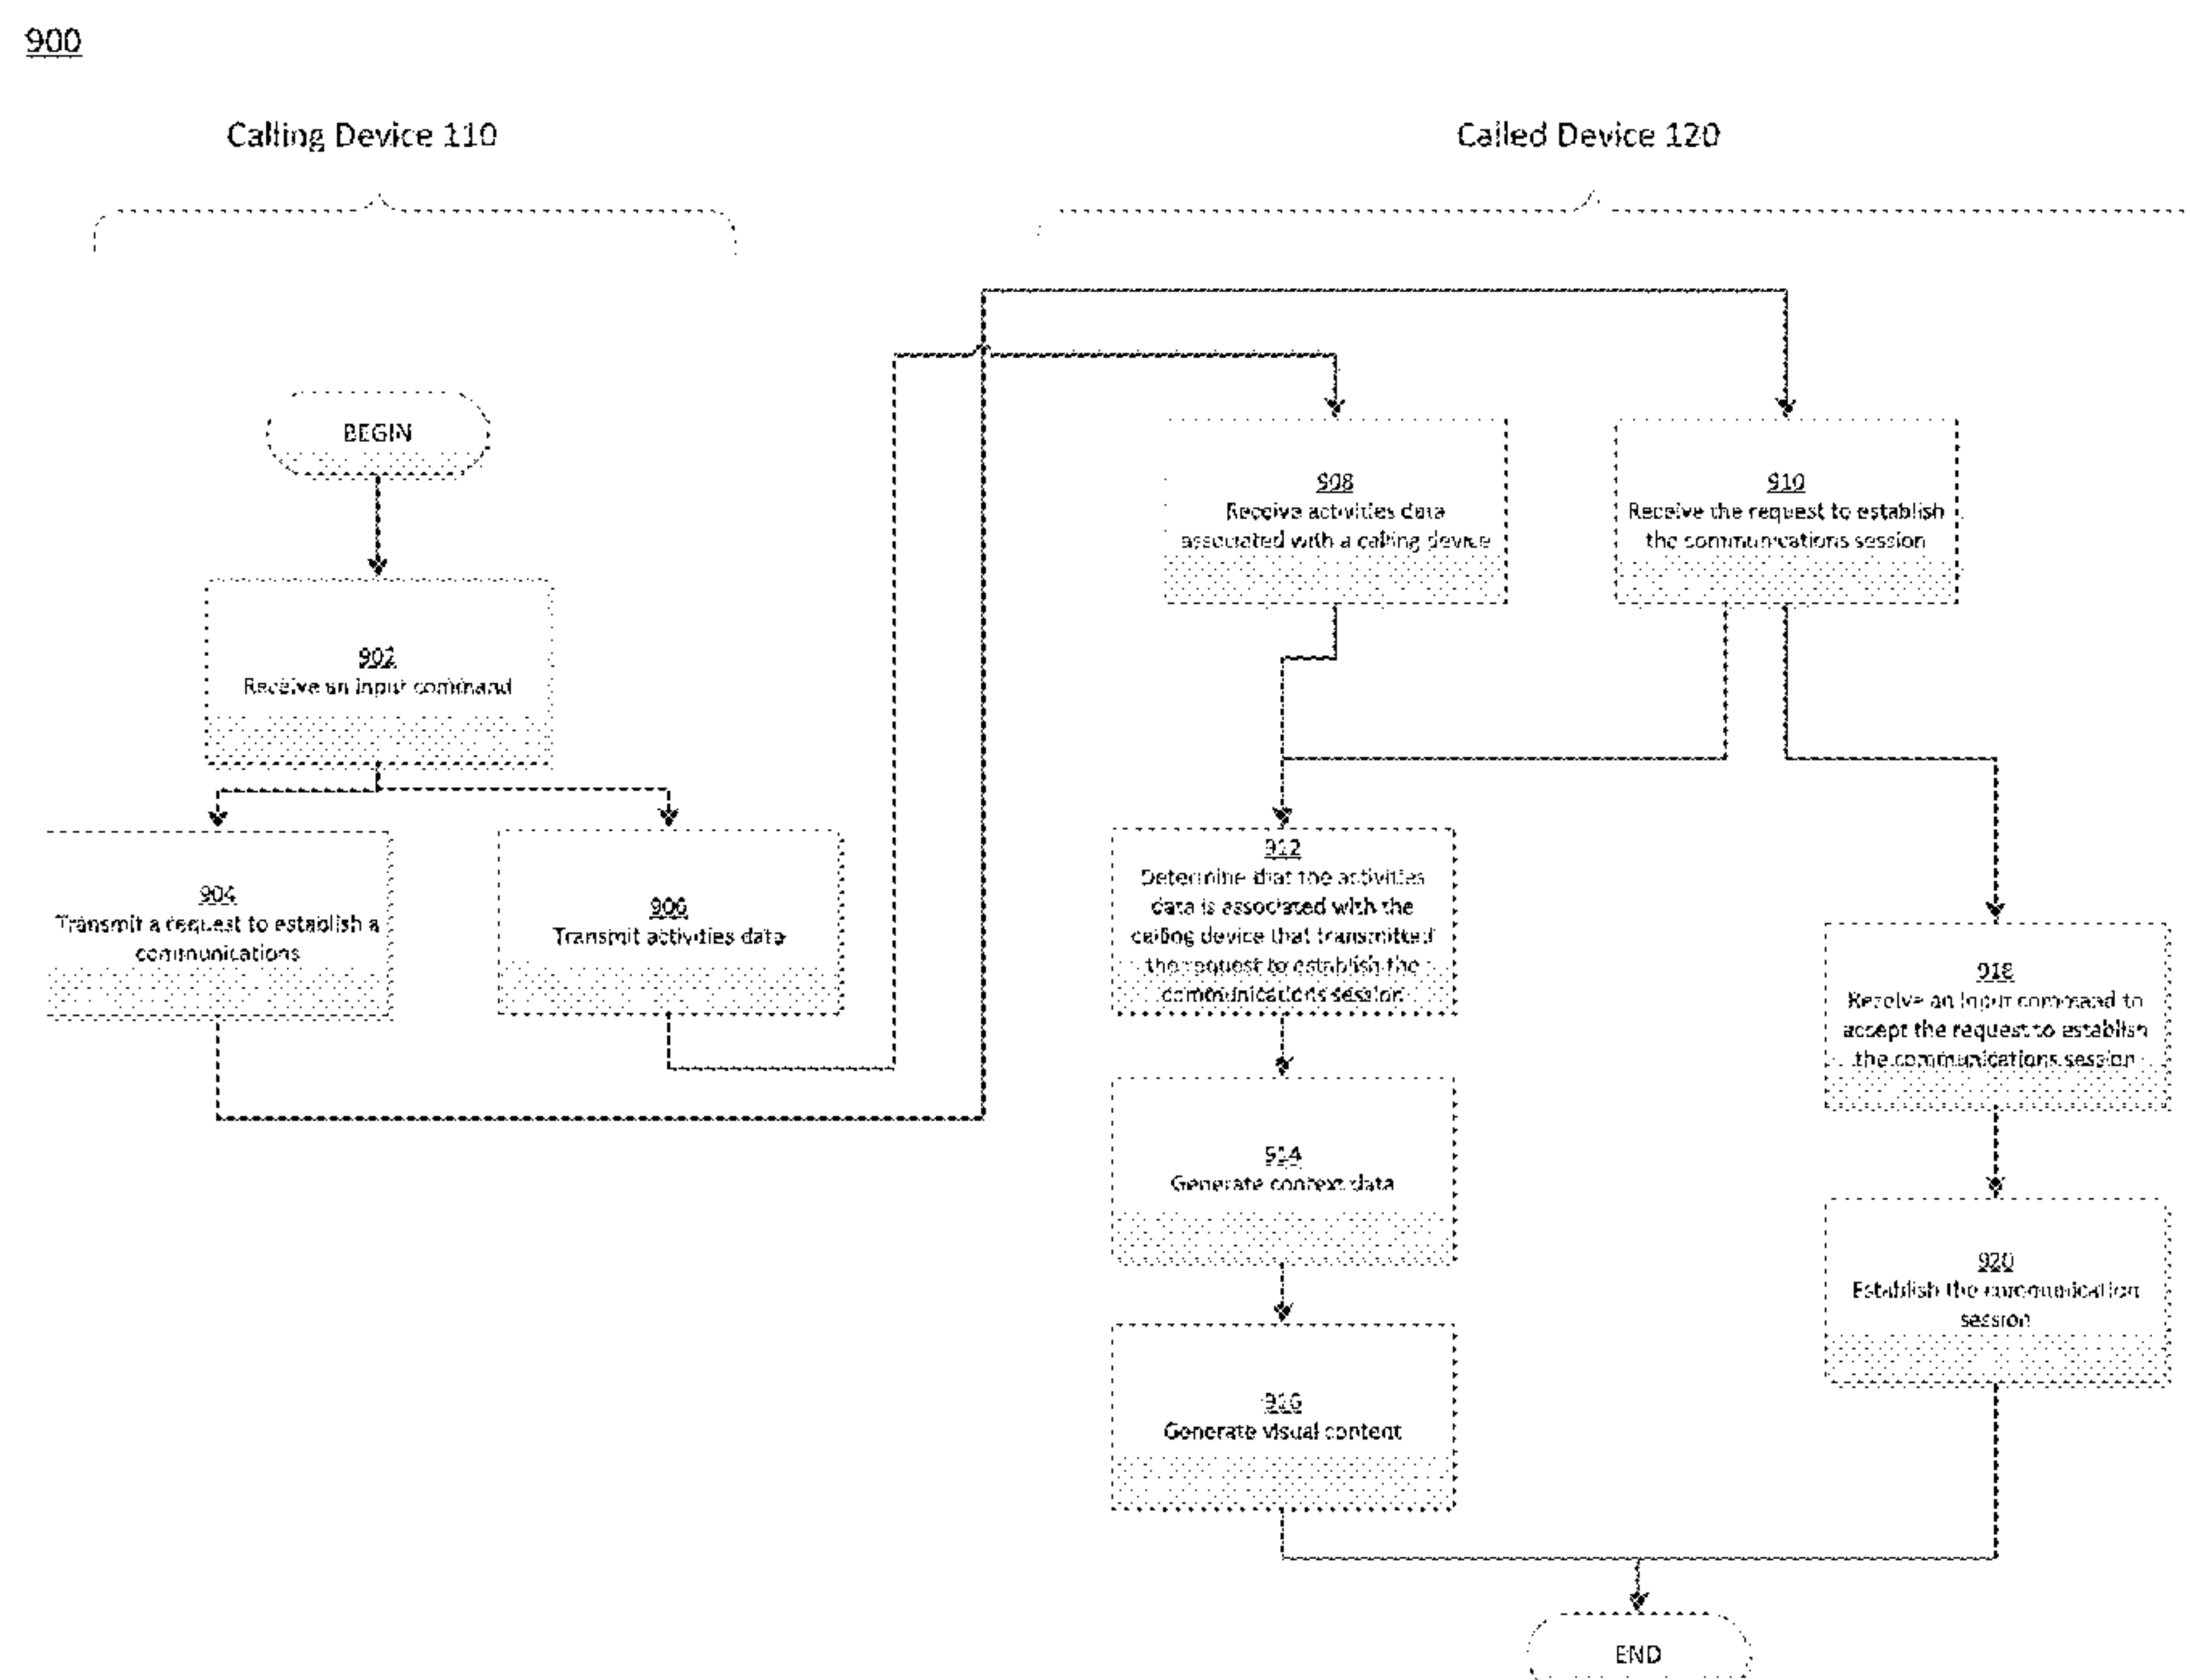 900
Calling Device 110
Called Device 120
BEGIN
902
Receive an input command
904
Transmit a request to establish a
communications
906
Transmit activities data
908
Receive activities data
associated with a calling device
910
Receive the request to establish
the communications session
912
Determine that the activities
data is associated with the
calling device that transmitted
the request to establish the
communications session
914
Generate context data
916
Generate visual content
918
Receive an input command to
accept the request to establish
the communications session
920
Establish the communication
session
END